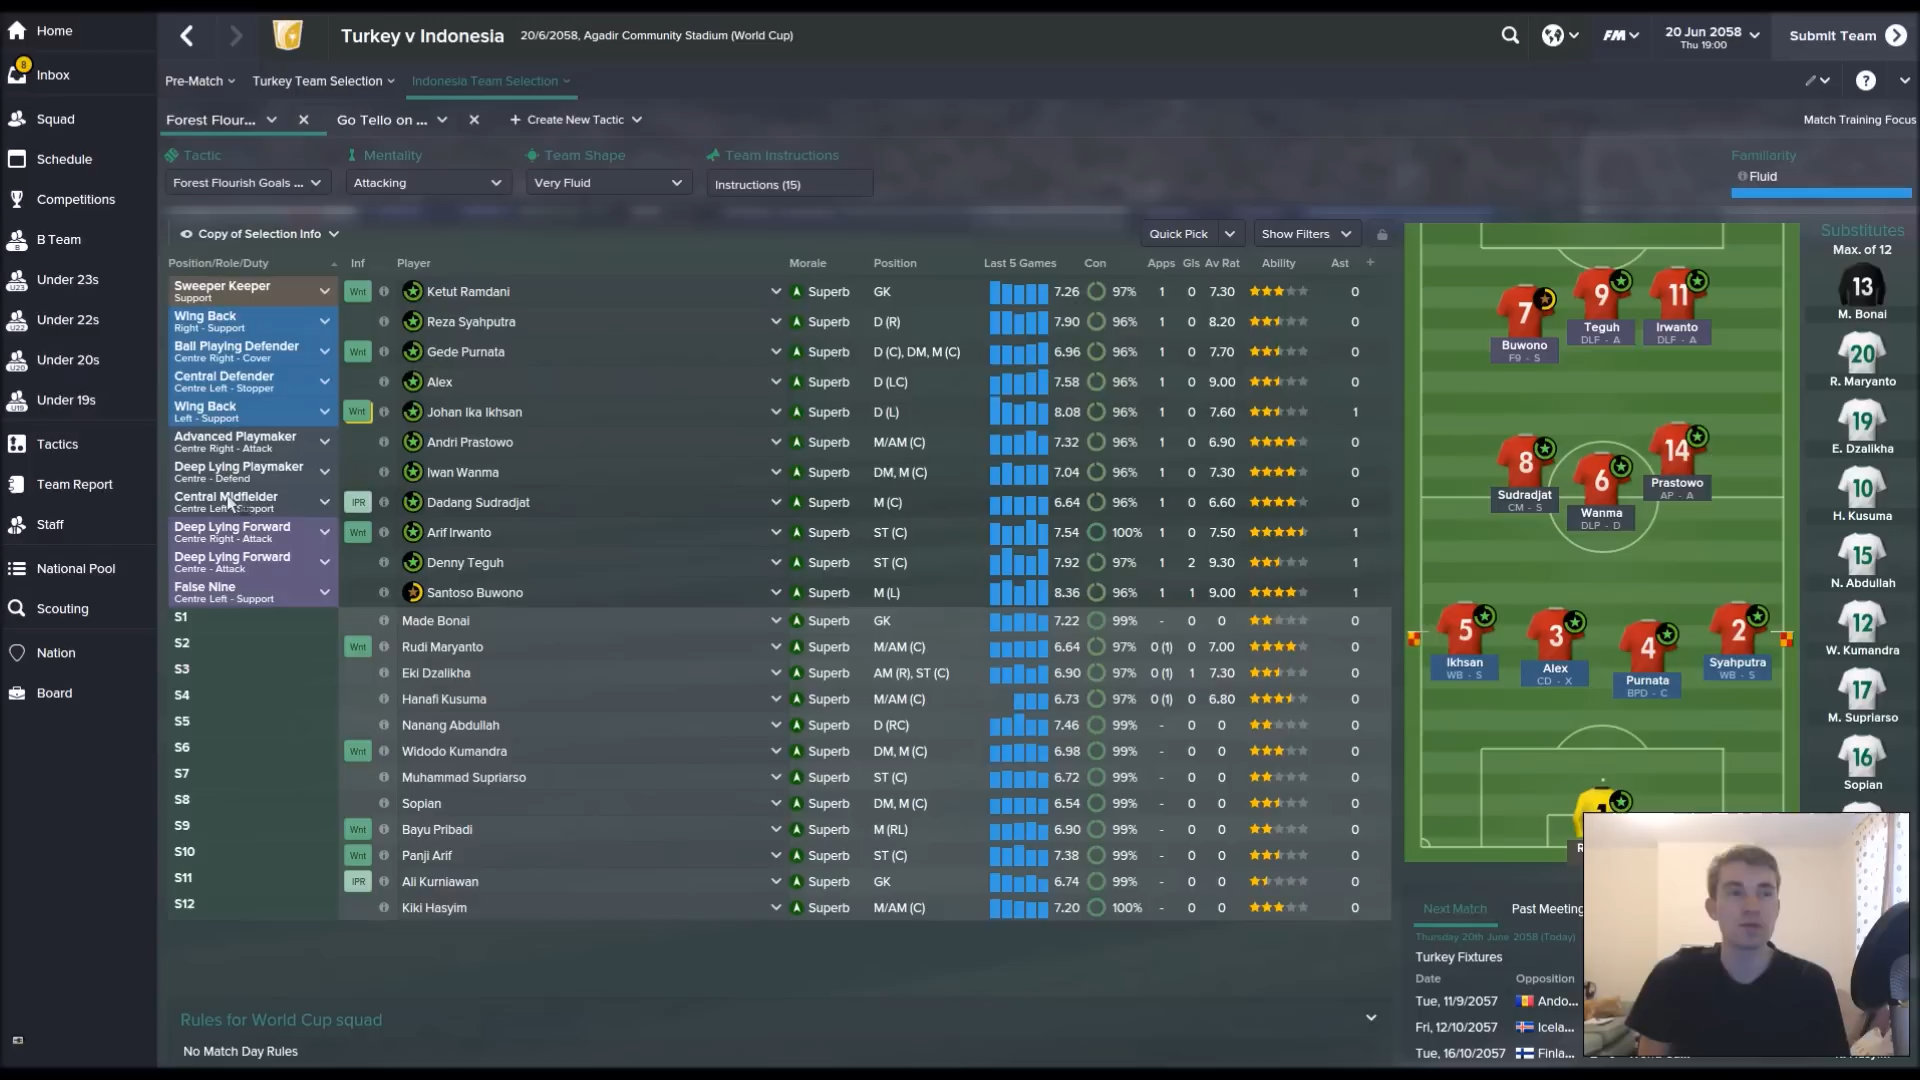 Home
8
Inbox
Squad
Schedule
Competitions
B Team
Under 23s
Under 22s
Under 20s
Under 19s
Tactics
Team Report
Staff
National Pool
Scouting
Nation
Board
Turkey v Indonesia
20/6/2058, Agadir Community Stadium (World Cup)
FM
20 Jun 2058
Thu 19:00
Submit Team
Pre-Match
Turkey Team Selection
Indonesia Team Selection
Forest Flour...
Go Tello on ...
+ Create New Tactic
Match Training Focus
Tactic
Mentality
Team Shape
Team Instructions
Familiarity
Forest Flourish Goals ...
Attacking
Very Fluid
Instructions (15)
Fluid
Copy of Selection Info
Quick Pick
Show Filters
Position/Role/Duty Inf Player Morale Position Last 5 Games Con Apps Gls Av Rat Ability Ast +
Sweeper Keeper Support Wnt Ketut Ramdani Superb GK 7.26 97% 1 0 7.30 0
Wing Back Right - Support Reza Syahputra Superb D (R) 7.90 96% 1 0 8.20 0
Ball Playing Defender Centre Right - Cover Wnt Gede Purnata Superb D (C), DM, M (C) 6.96 96% 1 0 7.70 0
Central Defender Centre Left - Stopper Alex Superb D (LC) 7.58 96% 1 0 9.00 0
Wing Back Left - Support Wnt Johan Ika Ikhsan Superb D (L) 8.08 96% 1 0 7.60 1
Advanced Playmaker Centre Right - Attack Andri Prastowo Superb M/AM (C) 7.32 96% 1 0 6.90 0
Deep Lying Playmaker Centre - Defend Iwan Wanma Superb DM, M (C) 7.04 96% 1 0 7.30 0
Central Midfielder Centre Left - Support IPR Dadang Sudradjat Superb M (C) 6.64 96% 1 0 6.60 0
Deep Lying Forward Centre Right - Attack Wnt Arif Irwanto Superb ST (C) 7.54 100% 1 0 7.50 1
Deep Lying Forward Centre - Attack Denny Teguh Superb ST (C) 7.92 97% 1 2 9.30 1
False Nine Centre Left - Support Santoso Buwono Superb M (L) 8.36 96% 1 1 9.00 1
S1 Made Bonai Superb GK 7.22 99% - 0 0 0
S2 Wnt Rudi Maryanto Superb M/AM (C) 6.64 97% 0 (1) 0 7.00 0
S3 Eki Dzalikha Superb AM (R), ST (C) 6.90 97% 0 (1) 1 7.30 0
S4 Hanafi Kusuma Superb M/AM (C) 6.73 97% 0 (1) 0 6.80 0
S5 Nanang Abdullah Superb D (RC) 7.46 99% - 0 0 0
S6 Wnt Widodo Kumandra Superb DM, M (C) 6.98 99% - 0 0 0
S7 Muhammad Supriarso Superb ST (C) 6.72 99% - 0 0 0
S8 Sopian Superb DM, M (C) 6.54 99% - 0 0 0
S9 Wnt Bayu Pribadi Superb M (RL) 6.90 99% - 0 0 0
S10 Wnt Panji Arif Superb ST (C) 7.38 99% - 0 0 0
S11 IPR Ali Kurniawan Superb GK 6.74 99% - 0 0 0
S12 Kiki Hasyim Superb M/AM (C) 7.20 100% - 0 0 0
7 9 11
Buwono Teguh Irwanto
F9 - S DLF - A DLF - A
8 6 14
Sudradjat Wanma Prastowo
CM - S DLP - D AP - A
5 3 4 2
Ikhsan Alex Purnata Syahputra
WB - S CD - X BPD - C WB - S
1
Substitutes
Max. of 12
13
M. Bonai
20
R. Maryanto
19
E. Dzalikha
10
H. Kusuma
15
N. Abdullah
12
W. Kumandra
17
M. Supriarso
16
Sopian
Next Match
Past Meeting
Thursday 20th June 2058 (Today)
Turkey Fixtures
Date Opposition
Tue, 11/9/2057 Ando...
Fri, 12/10/2057 Icela...
Tue, 16/10/2057 Finla...
Rules for World Cup squad
No Match Day Rules